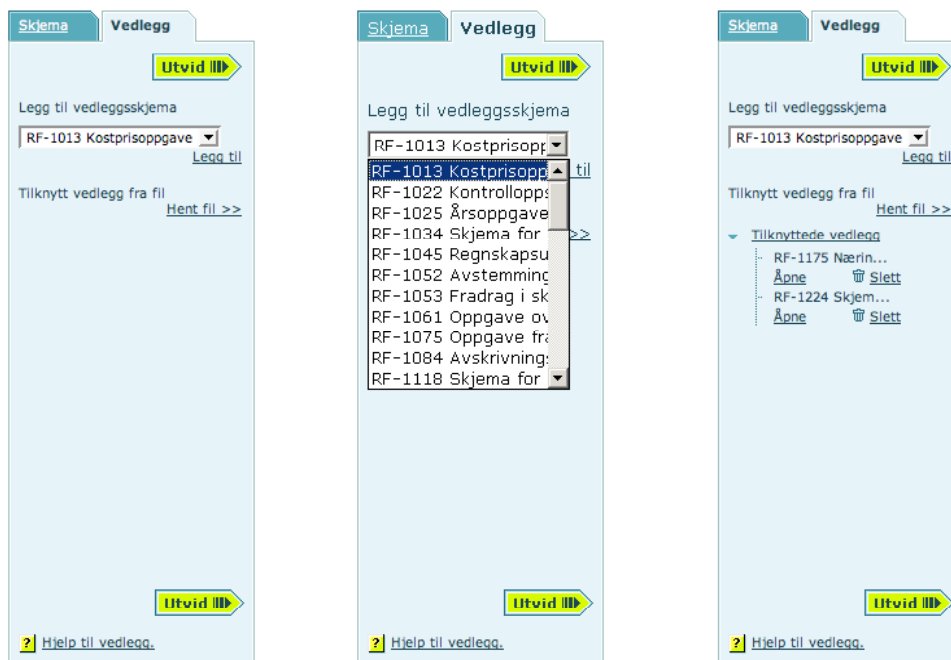 Skjema Vedlegg
Utvid
Legg til vedleggsskjema
RF-1013 Kostprisoppgave
Legg til
Tilknytt vedlegg fra fil
Hent fil >>
Utvid
? Hjelp til vedlegg.
Skjema Vedlegg
Utvid
Legg til vedleggsskjema
RF-1013 Kostprisopp
RF-1013 Kostprisopp
til
RF-1022 Kontrollopps
RF-1025 Årsoppgave
RF-1034 Skjema for
>>
RF-1045 Regnskapsu
RF-1052 Avstemming
RF-1053 Fradrag i sk
RF-1061 Oppgave ov
RF-1075 Oppgave fra
RF-1084 Avskrivning
RF-1118 Skjema for
Utvid
? Hjelp til vedlegg.
Skjema Vedlegg
Utvid
Legg til vedleggsskjema
RF-1013 Kostprisoppgave
Legg til
Tilknytt vedlegg fra fil
Hent fil >>
Tilknyttede vedlegg
RF-1175 Nærin...
Åpne Slett
RF-1224 Skjem...
Åpne Slett
Utvid
? Hjelp til vedlegg.